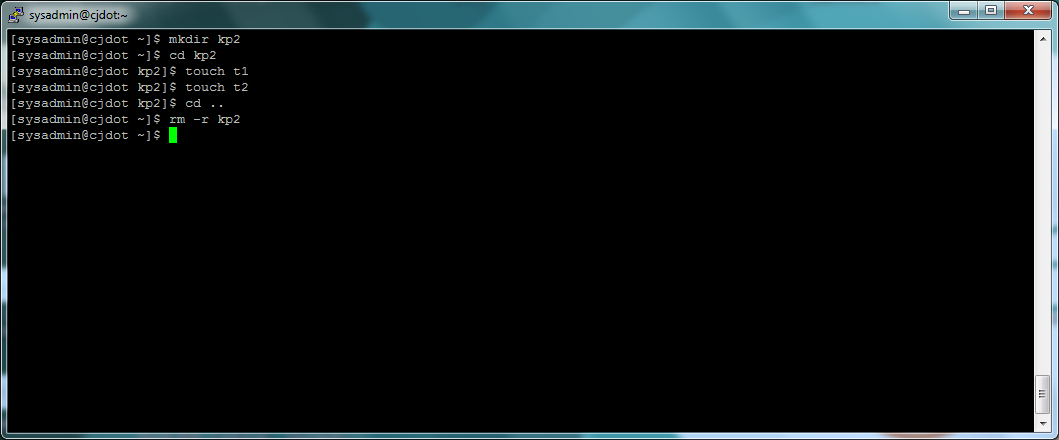 sysadmin@cjdot:~
[sysadmin@cjdot ~]$ mkdir kp2
[sysadmin@cjdot ~]$ cd kp2
[sysadmin@cjdot kp2]$ touch t1
[sysadmin@cjdot kp2]$ touch t2
[sysadmin@cjdot kp2]$ cd ..
[sysadmin@cjdot ~]$ rm -r kp2
[sysadmin@cjdot ~]$